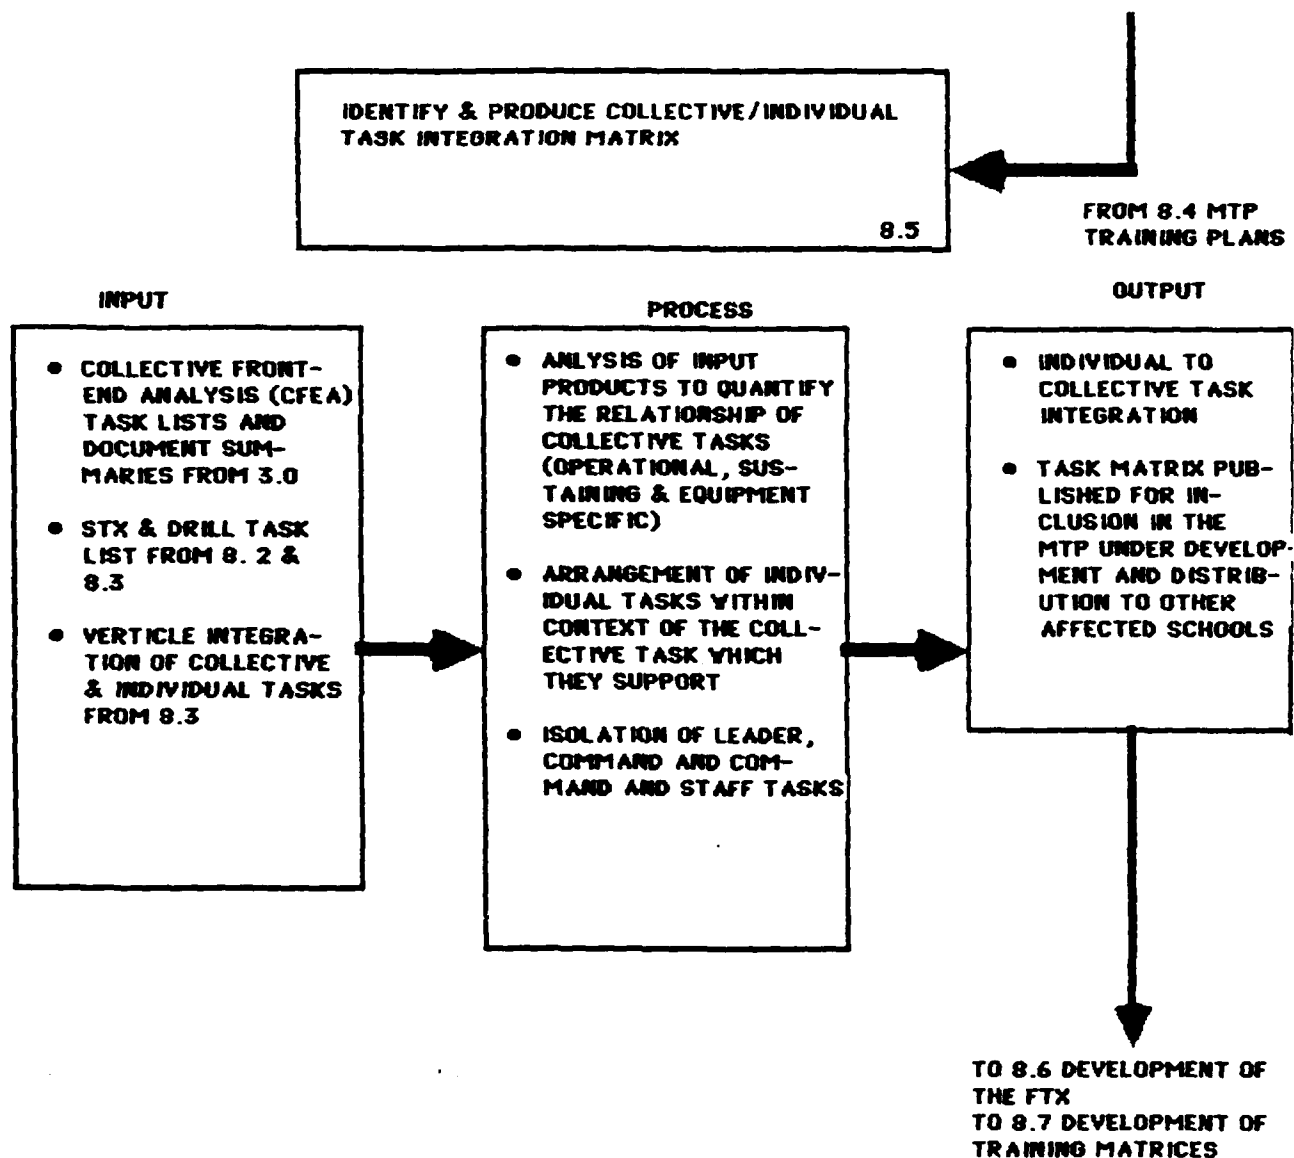 IDENTIFY & PRODUCE COLLECTIVE/INDIVIDUAL
TASK INTEGRATION MATRIX
8.5
FROM 8.4 MTP
TRAINING PLANS
INPUT
● COLLECTIVE FRONT-
END ANALYSIS (CFEA)
TASK LISTS AND
DOCUMENT SUM-
MARIES FROM 3.0
● STX & DRILL TASK
LIST FROM 8. 2 &
8.3
● VERTICLE INTEGRA-
TION OF COLLECTIVE
& INDIVIDUAL TASKS
FROM 8.3
PROCESS
● ANLYSIS OF INPUT
PRODUCTS TO QUANTIFY
THE RELATIONSHIP OF
COLLECTIVE TASKS
(OPERATIONAL, SUS-
TAINING & EQUIPMENT
SPECIFIC)
● ARRANGEMENT OF INDIV-
IDUAL TASKS WITHIN
CONTEXT OF THE COLL-
ECTIVE TASK WHICH
THEY SUPPORT
● ISOLATION OF LEADER,
COMMAND AND COM-
MAND AND STAFF TASKS
OUTPUT
● INDIVIDUAL TO
COLLECTIVE TASK
INTEGRATION
● TASK MATRIX PUB-
LISHED FOR IN-
CLUSION IN THE
MTP UNDER DEVELOP-
MENT AND DISTRIB-
UTION TO OTHER
AFFECTED SCHOOLS
TO 8.6 DEVELOPMENT OF
THE FTX
TO 8.7 DEVELOPMENT OF
TRAINING MATRICES